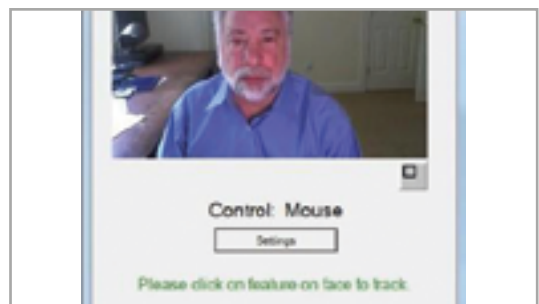 Control: Mouse
Settings
Please click on feature on face to track.